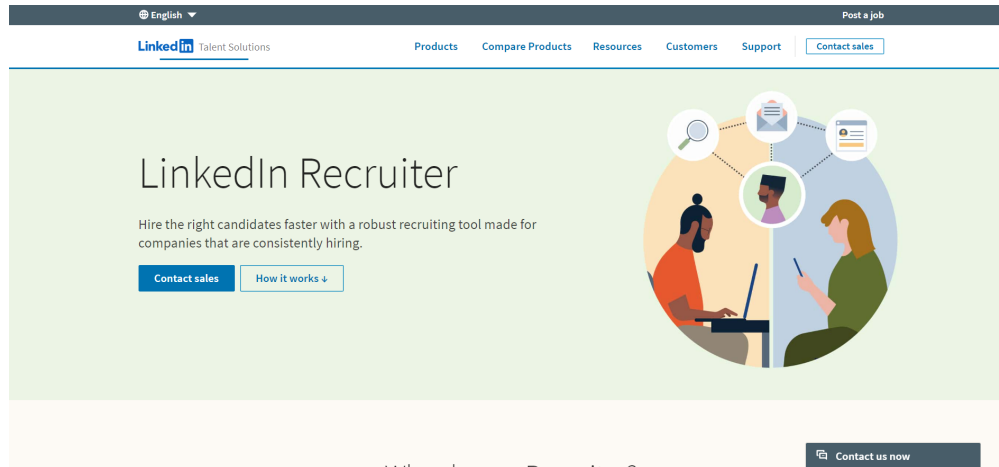 English
Post a job
Linked in Talent Solutions
Products Compare Products Resources Customers Support Contact sales
LinkedIn Recruiter
Hire the right candidates faster with a robust recruiting tool made for
companies that are consistently hiring.
Contact sales How it works ↓
Contact us now